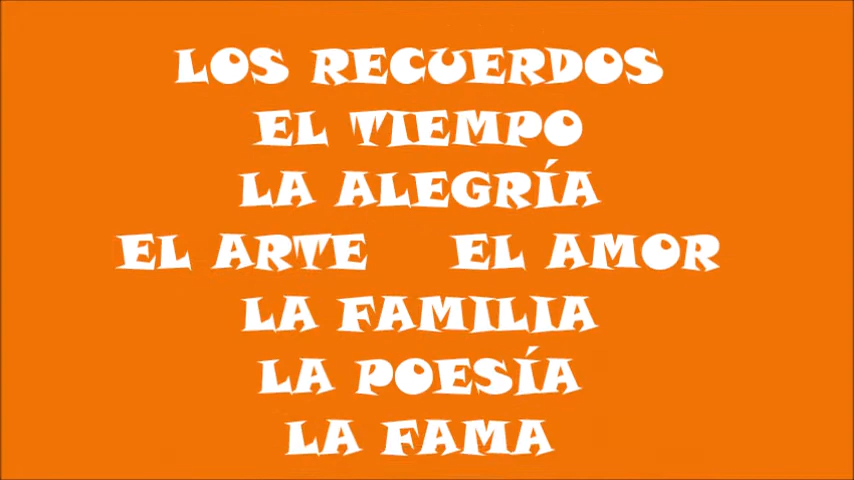 LOS RECUERDOS
EL TIEMPO
LA ALEGRÍA
EL ARTE EL AMOR
LA FAMILIA
LA POESÍA
LA FAMA